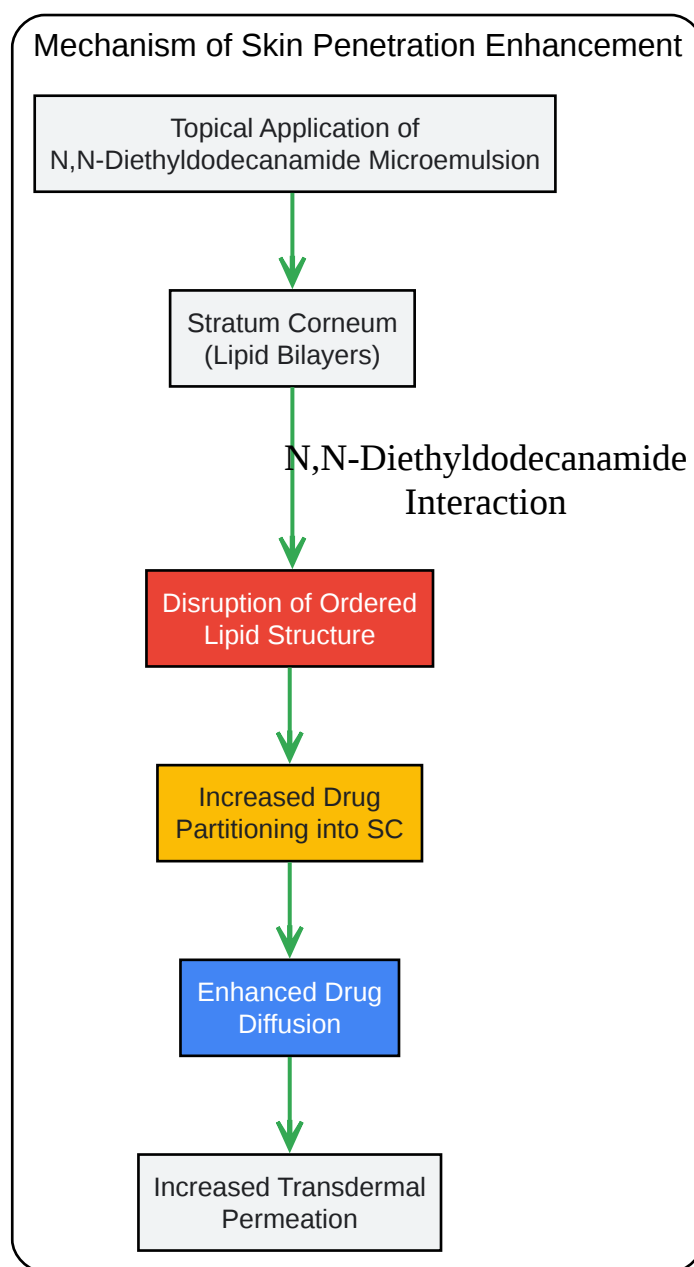 Mechanism of Skin Penetration Enhancement
Topical Application of
N,N-Diethyldodecanamide Microemulsion
Stratum Corneum
(Lipid Bilayers)
N,N-Diethyldodecanamide
Interaction
Disruption of Ordered
Lipid Structure
Increased Drug
Partitioning into SC
Enhanced Drug
Diffusion
Increased Transdermal
Permeation